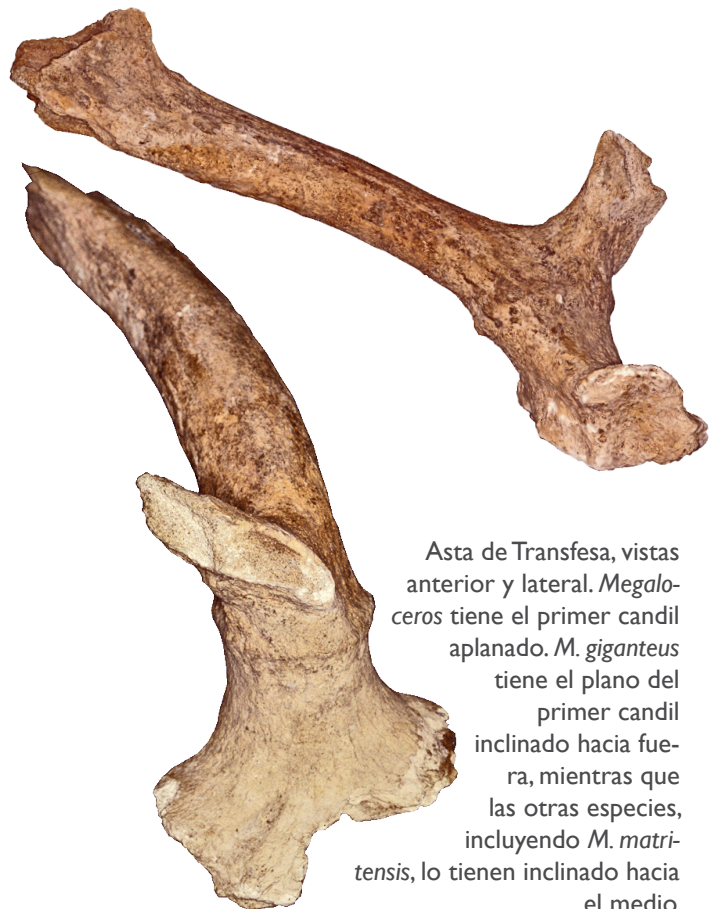 Asta de Transfesa, vistas
anterior y lateral. Megalo-
ceros tiene el primer candil
aplanado. M. giganteus
tiene el plano del
primer candil
inclinado hacia fue-
ra, mientras que
las otras especies,
incluyendo M. matri-
tensis, lo tienen inclinado hacia
el medio.